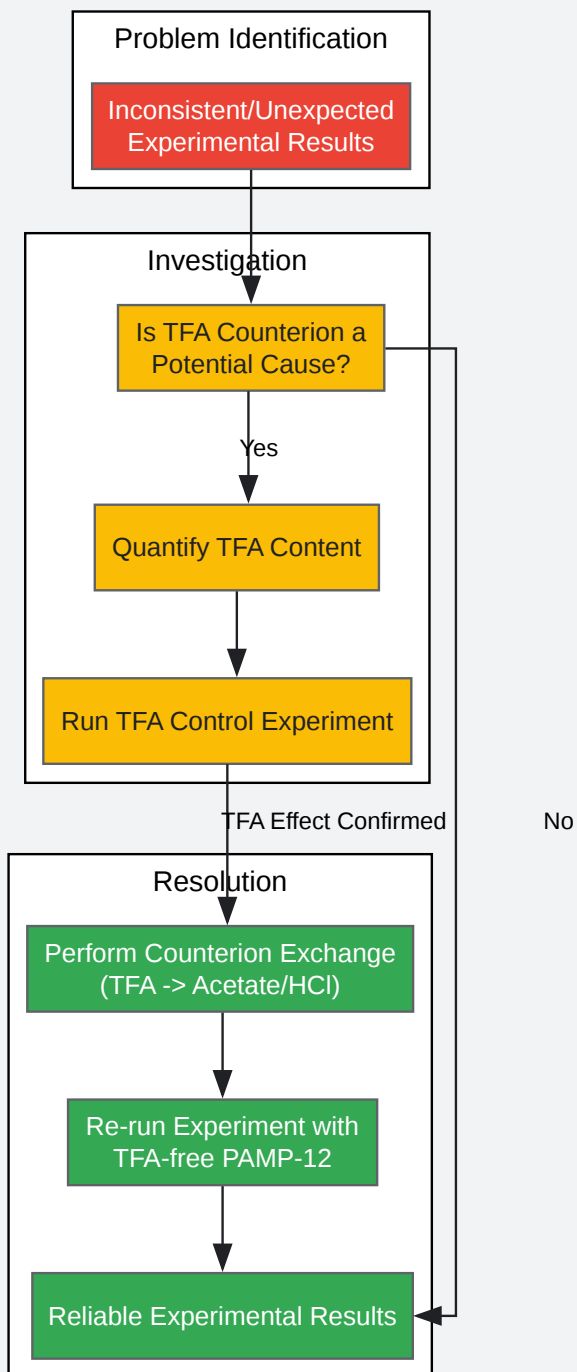 Problem Identification
Inconsistent/Unexpected
Experimental Results
Investigation
Is TFA Counterion a
Potential Cause?
Yes
Quantify TFA Content
Run TFA Control Experiment
TFA Effect Confirmed
No
Resolution
Perform Counterion Exchange
(TFA -> Acetate/HCl)
Re-run Experiment with
TFA-free PAMP-12
Reliable Experimental Results